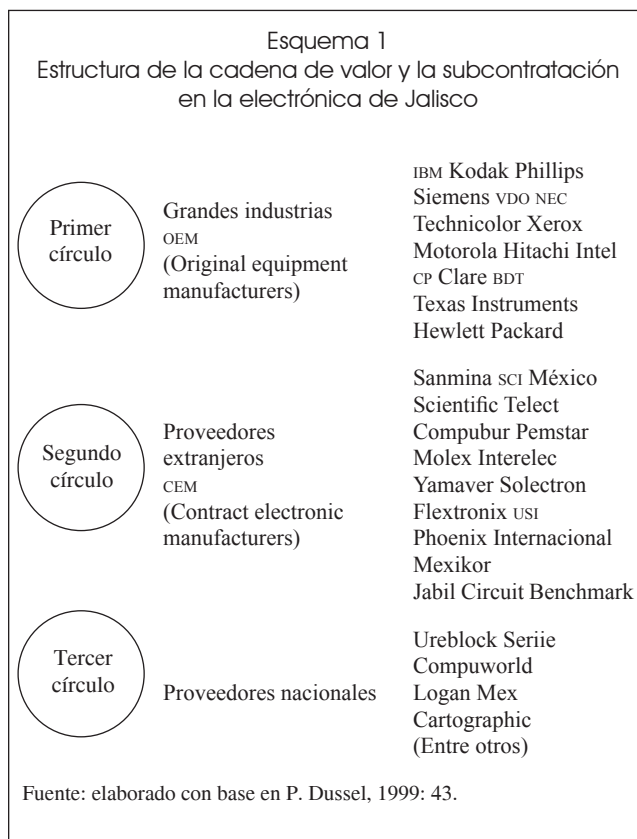 Esquema 1
Estructura de la cadena de valor y la subcontratación
en la electrónica de Jalisco
Primer
círculo
Grandes industrias
OEM
(Original equipment
manufacturers)
IBM Kodak Phillips
Siemens VDO NEC
Technicolor Xerox
Motorola Hitachi Intel
CP Clare BDT
Texas Instruments
Hewlett Packard
Segundo
círculo
Proveedores
extranjeros
CEM
(Contract electronic
manufacturers)
Sanmina SCI México
Scientific Telect
Compubur Pemstar
Molex Interelec
Yamaver Solectron
Flextronix USI
Phoenix Internacional
Mexikor
Jabil Circuit Benchmark
Tercer
círculo
Proveedores nacionales
Ureblock Seriie
Compuworld
Logan Mex
Cartographic
(Entre otros)
Fuente: elaborado con base en P. Dussel, 1999: 43.